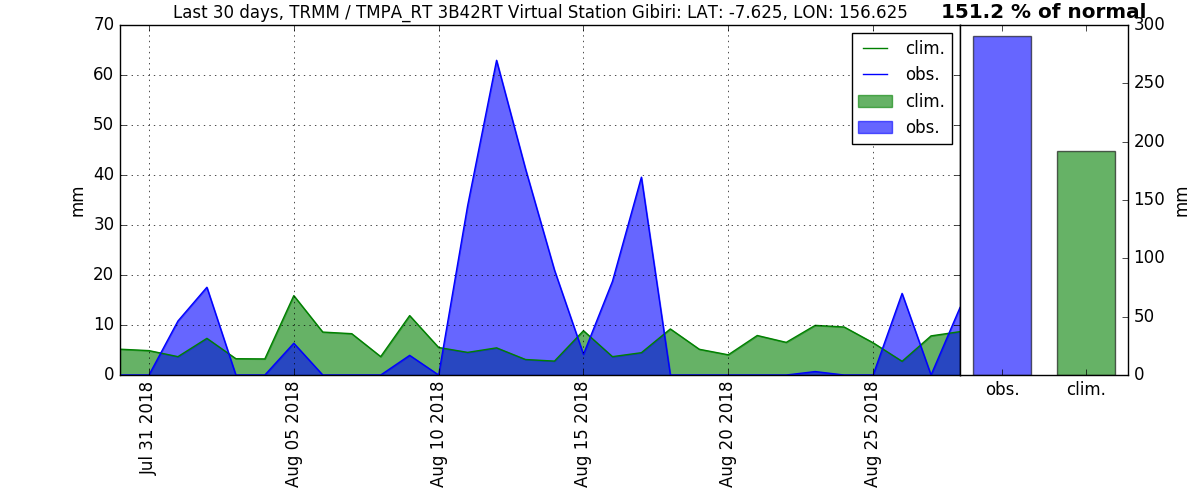 Last 30 days, TRMM / TMPA_RT 3B42RT Virtual Station Gibiri: LAT: -7.625, LON: 156.625
151.2 % of normal
70
60
50
40
30
20
10
0
mm
clim.
obs.
clim.
obs.
Jul 31 2018
Aug 05 2018
Aug 10 2018
Aug 15 2018
Aug 20 2018
Aug 25 2018
300
250
200
150
100
50
0
mm
obs.
clim.